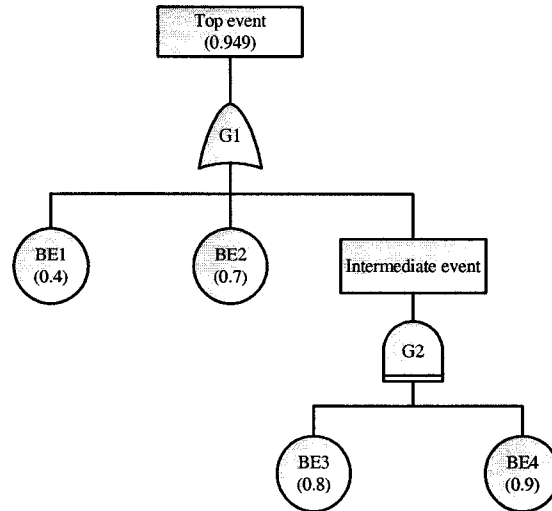 Top event
(0.949)
G1
BE1
(0.4)
BE2
(0.7)
Intermediate event
G2
BE3
(0.8)
BE4
(0.9)